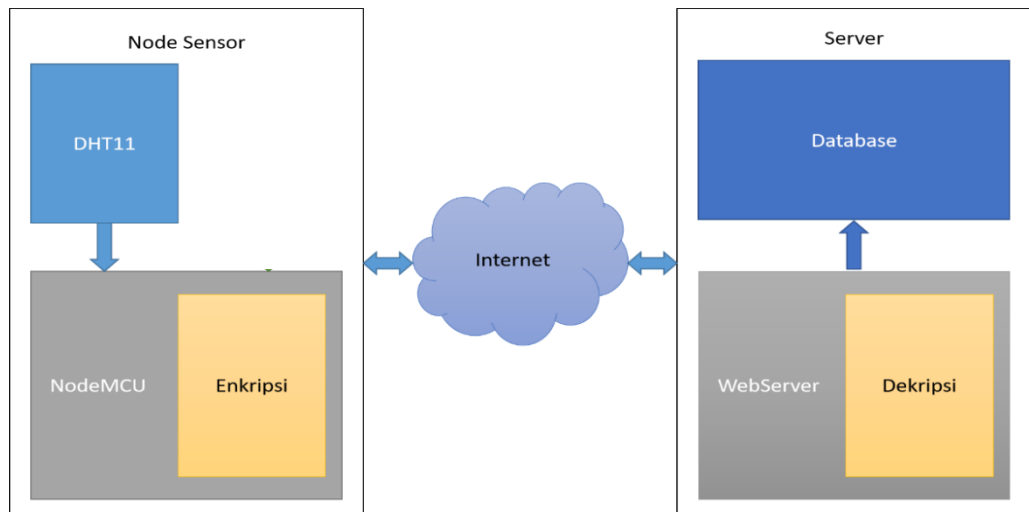 Node Sensor
DHT11
NodeMCU
Enkripsi
Internet
Server
Database
WebServer
Dekripsi